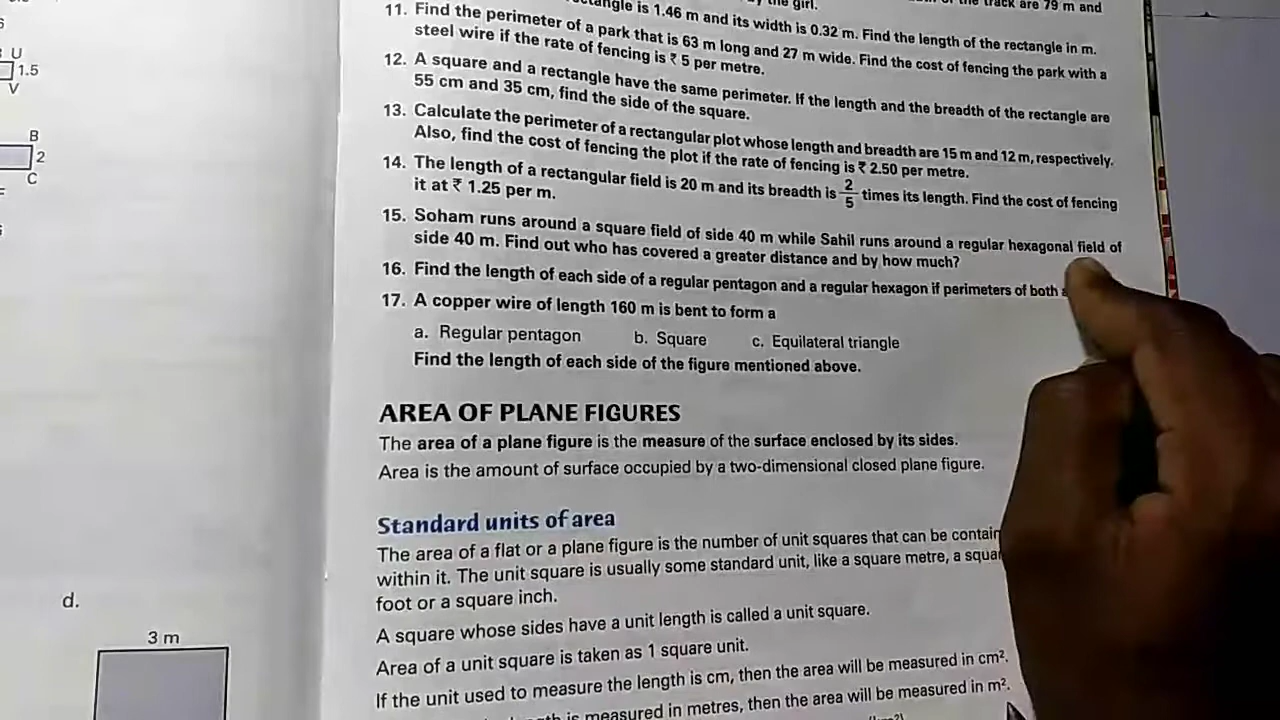 y the girl.
of the track are 79 m and
ctangle is 1.46 m and its width is 0.32 m. Find the length of the rectangle in m.
11. Find the perimeter of a park that is 63 m long and 27 m wide. Find the cost of fencing the park with a
steel wire if the rate of fencing is ₹ 5 per metre.
12. A square and a rectangle have the same perimeter. If the length and the breadth of the rectangle are
55 cm and 35 cm, find the side of the square.
13. Calculate the perimeter of a rectangular plot whose length and breadth are 15 m and 12 m, respectively.
Also, find the cost of fencing the plot if the rate of fencing is ₹ 2.50 per metre.
14. The length of a rectangular field is 20 m and its breadth is 2/5 times its length. Find the cost of fencing
it at ₹ 1.25 per m.
15. Soham runs around a square field of side 40 m while Sahil runs around a regular hexagonal field of
side 40 m. Find out who has covered a greater distance and by how much?
16. Find the length of each side of a regular pentagon and a regular hexagon if perimeters of both
17. A copper wire of length 160 m is bent to form a
a. Regular pentagon b. Square c. Equilateral triangle
Find the length of each side of the figure mentioned above.
AREA OF PLANE FIGURES
The area of a plane figure is the measure of the surface enclosed by its sides.
Area is the amount of surface occupied by a two-dimensional closed plane figure.
Standard units of area
The area of a flat or a plane figure is the number of unit squares that can be contain
within it. The unit square is usually some standard unit, like a square metre, a squa
foot or a square inch.
A square whose sides have a unit length is called a unit square.
Area of a unit square is taken as 1 square unit.
If the unit used to measure the length is cm, then the area will be measured in cm².
is measured in metres, then the area will be measured in m².
U
1.5
V
B
2
C
d.
3 m